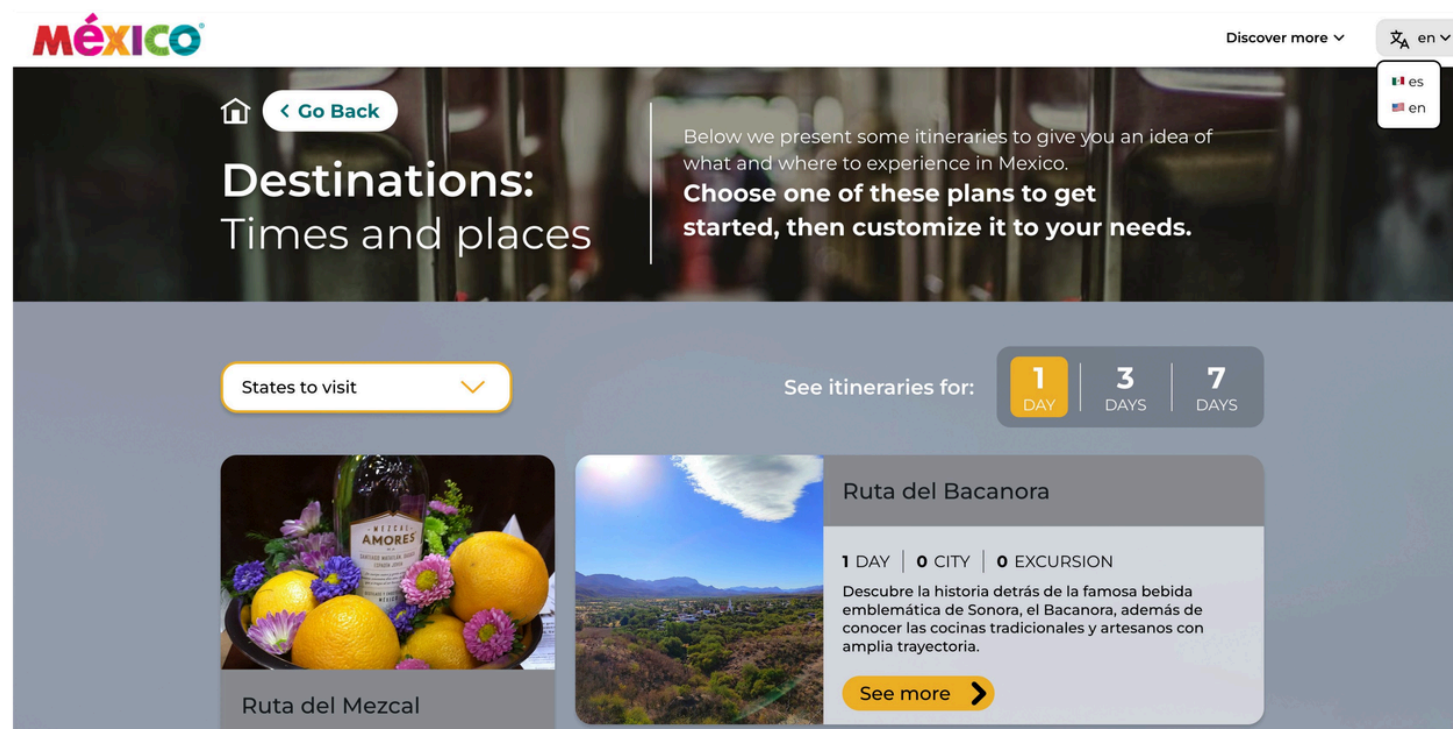 México
Discover more
en
es
en
Go Back
Destinations:
Times and places
Below we present some itineraries to give you an idea of
what and where to experience in Mexico.
Choose one of these plans to get
started, then customize it to your needs.
States to visit
See itineraries for:
1
DAY
3
DAYS
7
DAYS
MEZCAL
AMORES
Ruta del Mezcal
Ruta del Bacanora
1 DAY | 0 CITY | 0 EXCURSION
Descubre la historia detrás de la famosa bebida
emblemática de Sonora, el Bacanora, además de
conocer las cocinas tradicionales y artesanos con
amplia trayectoria.
See more